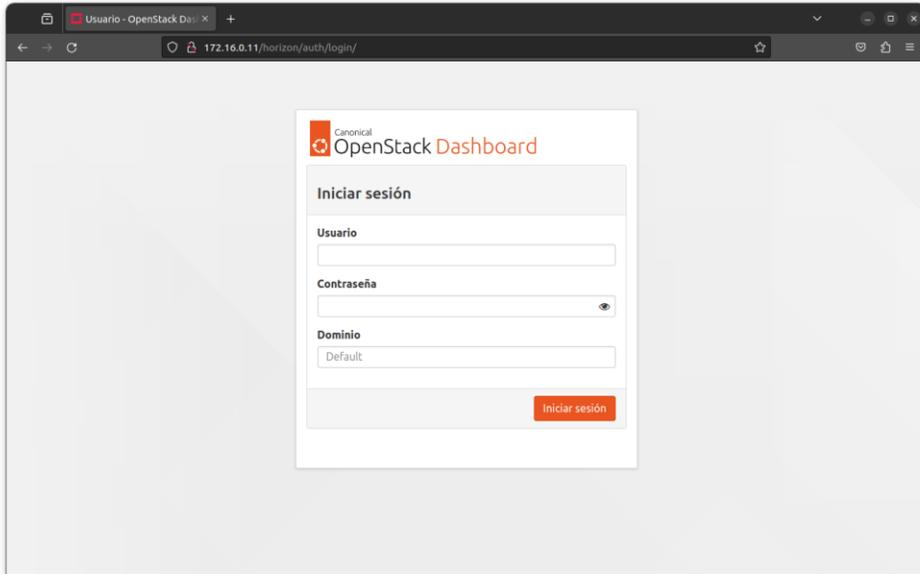 Usuario - OpenStack Das
172.16.0.11/horizon/auth/login/
Canonical
OpenStack Dashboard
Iniciar sesión
Usuario
Contraseña
Dominio
Default
Iniciar sesión